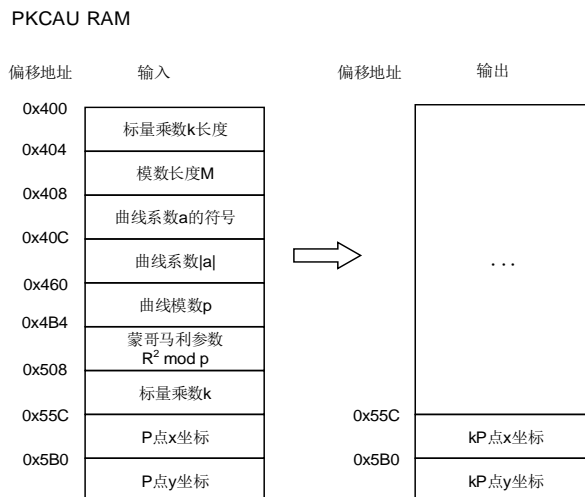 PKCAU RAM
偏移地址 输入 偏移地址 输出
0x400
标量乘数k长度
0x404
模数长度M
0x408
曲线系数a的符号
0x40C
曲线系数|a|
0x460
曲线模数p
0x4B4
蒙哥马利参数
R² mod p
0x508
标量乘数k
0x55C
P点x坐标
0x5B0
P点y坐标
...
0x55C
kP点x坐标
0x5B0
kP点y坐标